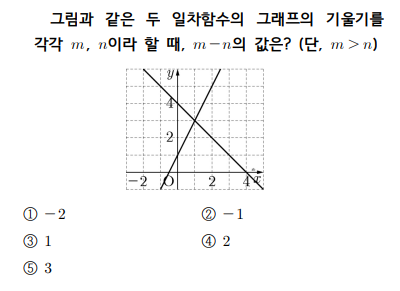 그림과 같은 두 일차함수의 그래프의 기울기를
각각 m, n이라 할 때, m-n의 값은? (단, m>n)
y
4
2
-2 O 2 4 x
① -2 ② -1
③ 1 ④ 2
⑤ 3